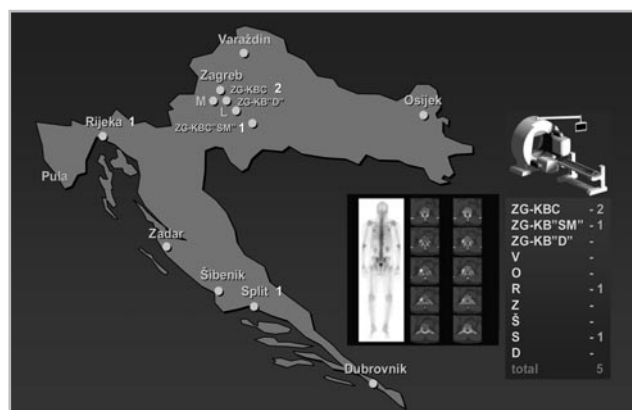 Varaždin
Zagreb
ZG-KBC 2
M
ZG-KB"D"
L
ZG-KBC"SM" 1
Osijek
Rijeka 1
Pula
Zadar
Šibenik
Split 1
Dubrovnik
ZG-KBC - 2
ZG-KB"SM" - 1
ZG-KB"D" -
V -
O -
R - 1
Z -
Š -
S - 1
D -
total 5